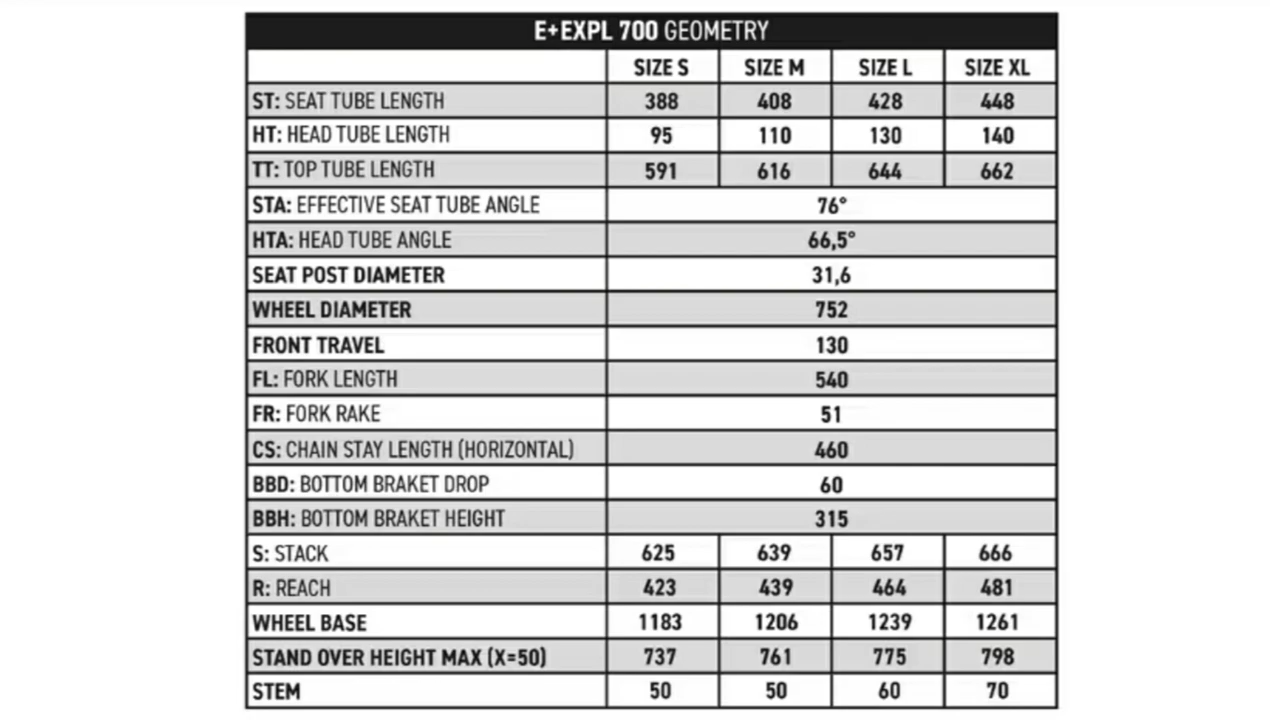 E+EXPL 700 GEOMETRY
SIZE S SIZE M SIZE L SIZE XL
ST: SEAT TUBE LENGTH 388 408 428 448
HT: HEAD TUBE LENGTH 95 110 130 140
TT: TOP TUBE LENGTH 591 616 644 662
STA: EFFECTIVE SEAT TUBE ANGLE 76°
HTA: HEAD TUBE ANGLE 66,5°
SEAT POST DIAMETER 31,6
WHEEL DIAMETER 752
FRONT TRAVEL 130
FL: FORK LENGTH 540
FR: FORK RAKE 51
CS: CHAIN STAY LENGTH (HORIZONTAL) 460
BBD: BOTTOM BRAKET DROP 60
BBH: BOTTOM BRAKET HEIGHT 315
S: STACK 625 639 657 666
R: REACH 423 439 464 481
WHEEL BASE 1183 1206 1239 1261
STAND OVER HEIGHT MAX (X=50) 737 761 775 798
STEM 50 50 60 70